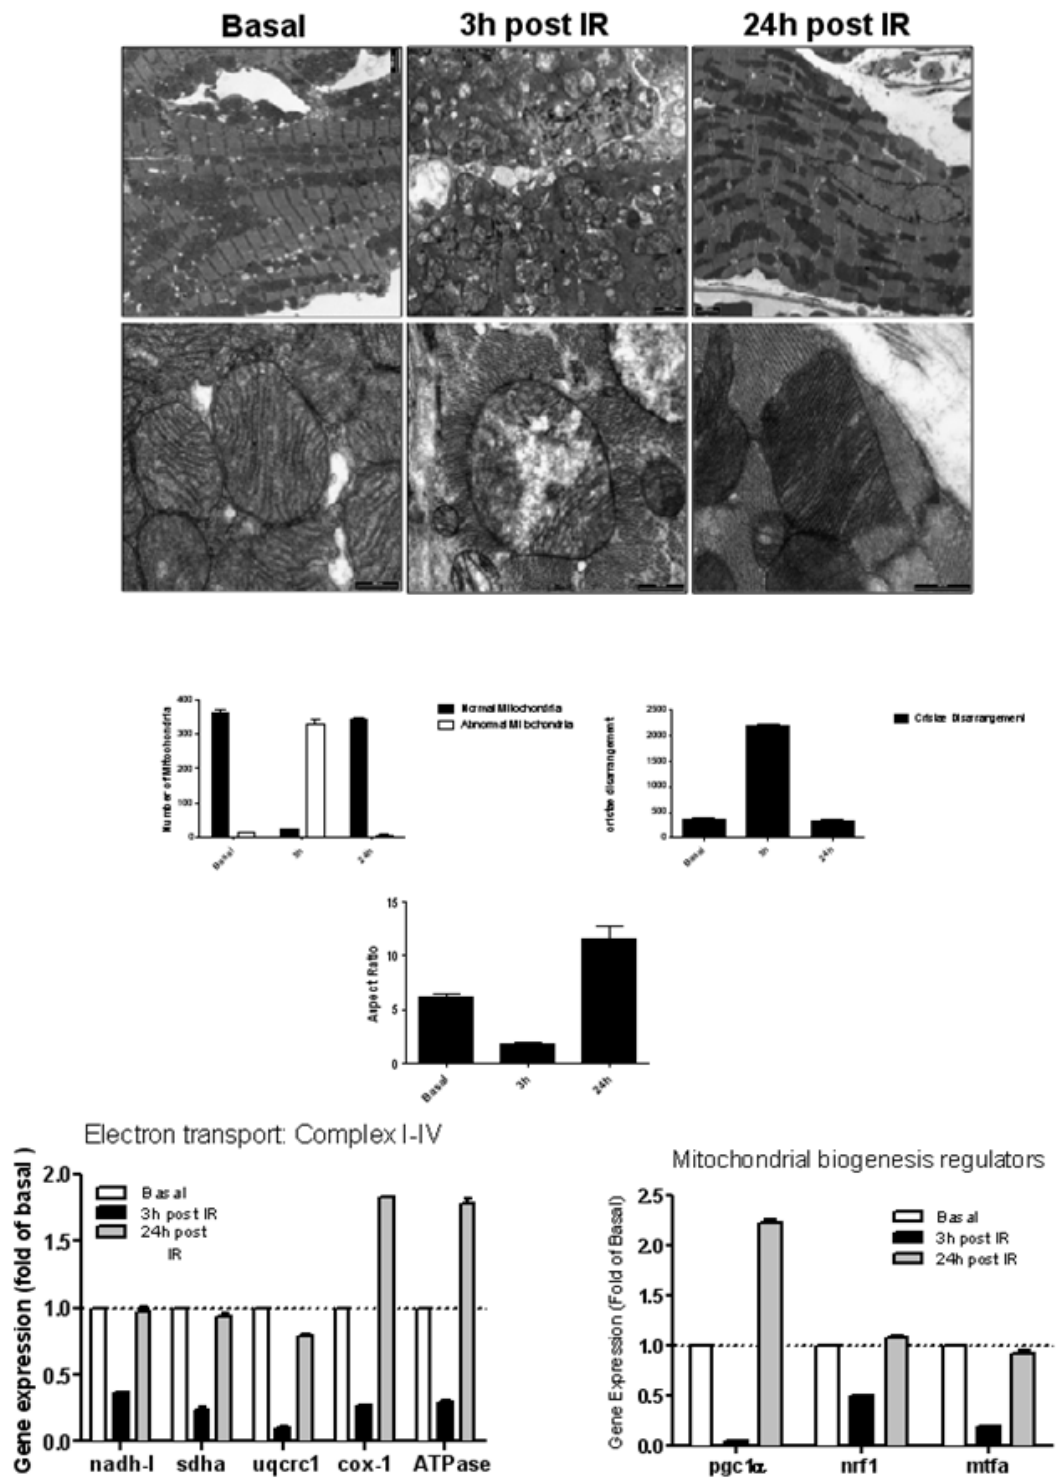 Basal 3h post IR 24h post IR
400
300
200
100
0
Number of Mitochondria
Basal 3h 24h
Normal Mitochondria
Abnormal Mitochondria
2500
2000
1500
1000
500
0
cristae disarrangement
Basal 3h 24h
Cristae Disarrangement
15
10
5
0
Aspect Ratio
Basal 3h 24h
Electron transport: Complex I-IV
2.0
1.5
1.0
0.5
0.0
Gene expression (fold of basal )
Basal
3h post IR
24h post
IR
nadh-I sdha uqcrc1 cox-1 ATPase
Mitochondrial biogenesis regulators
2.5
2.0
1.5
1.0
0.5
0.0
Gene Expression (Fold of Basal)
Basal
3h post IR
24h post IR
pgc1α nrf1 mtfa